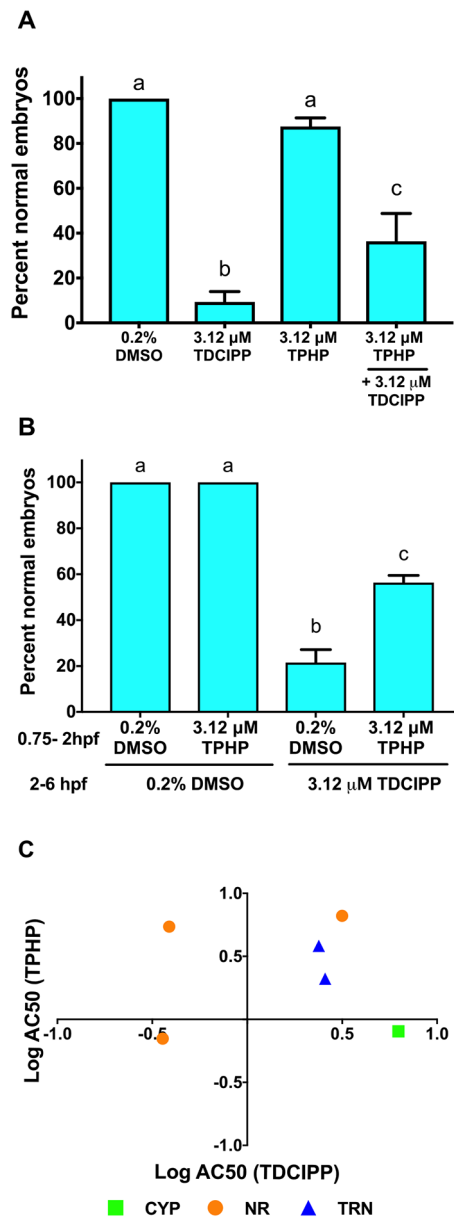 A
Percent normal embryos
100
80
60
40
20
0
a
b
a
c
0.2% DMSO
3.12 µM TDCIPP
3.12 µM TPHP
3.12 µM TPHP
+ 3.12 µM TDCIPP
B
Percent normal embryos
100
80
60
40
20
0
a
a
b
c
0.75- 2hpf
0.2% DMSO
3.12 µM TPHP
0.2% DMSO
3.12 µM TPHP
2-6 hpf
0.2% DMSO
3.12 µM TDCIPP
C
Log AC50 (TPHP)
1.0
0.5
-1.0
-0.5
0.5
1.0
-0.5
-1.0
Log AC50 (TDCIPP)
CYP
NR
TRN